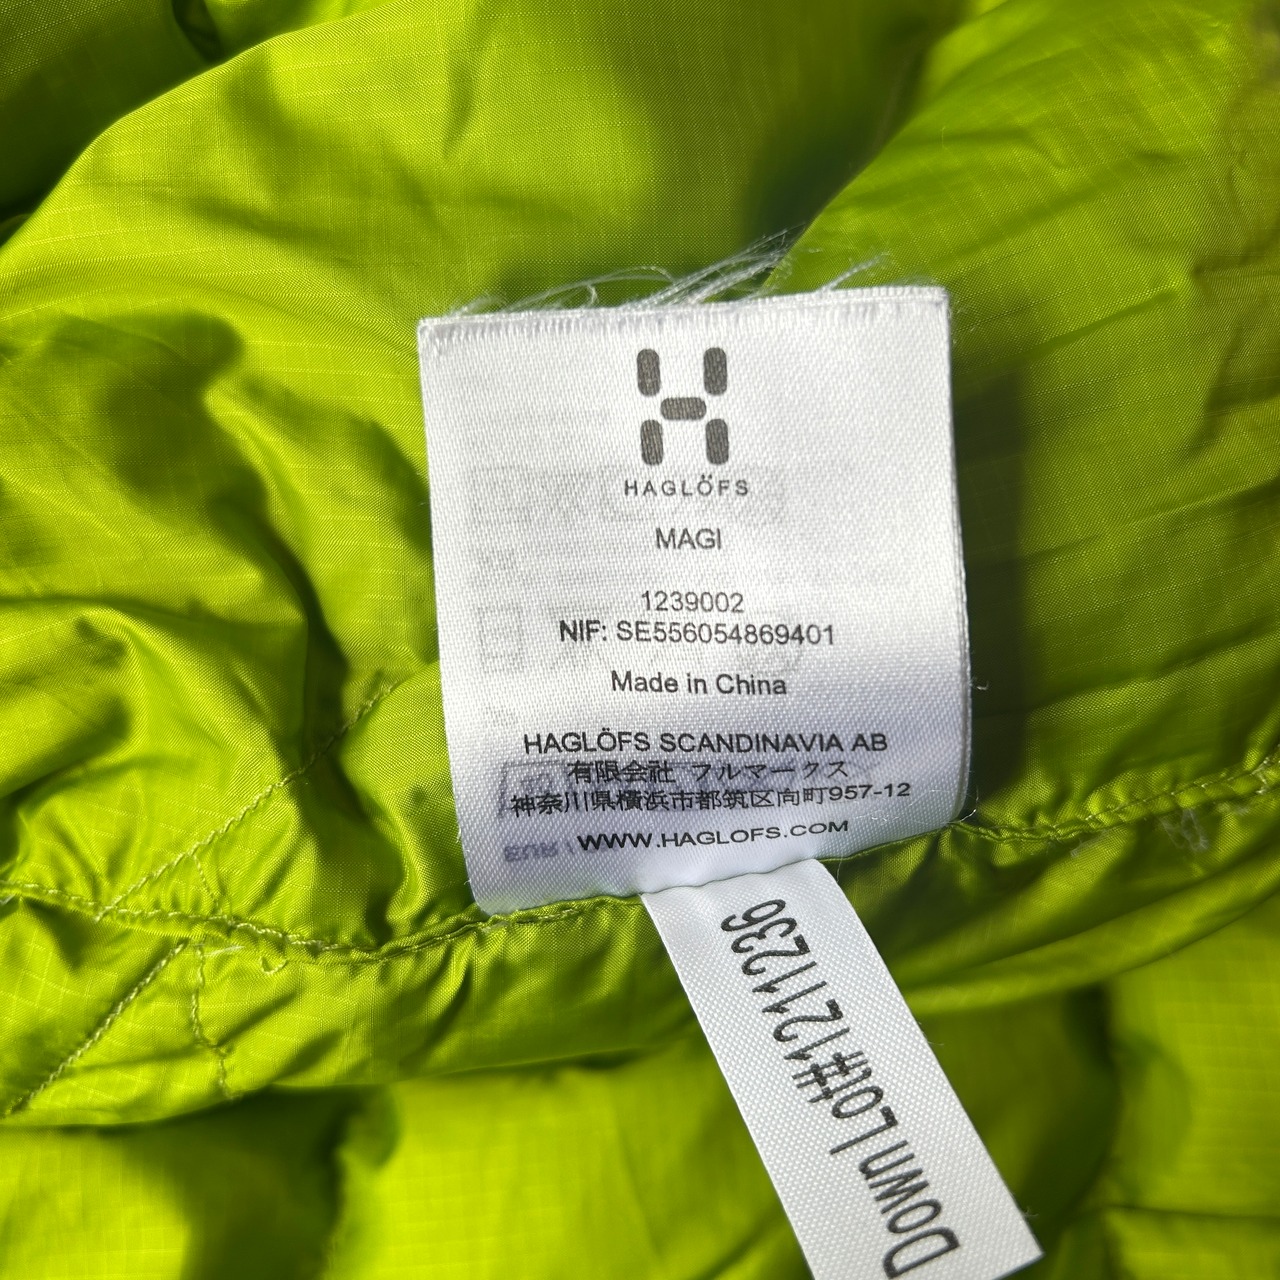 HAGLÖFS
MAGI
1239002
NIF: SE556054869401
Made in China
HAGLÖFS SCANDINAVIA AB
有限会社 フルマークス
神奈川県横浜市都筑区向町957-12
WWW.HAGLOFS.COM
Down Lot#1211236